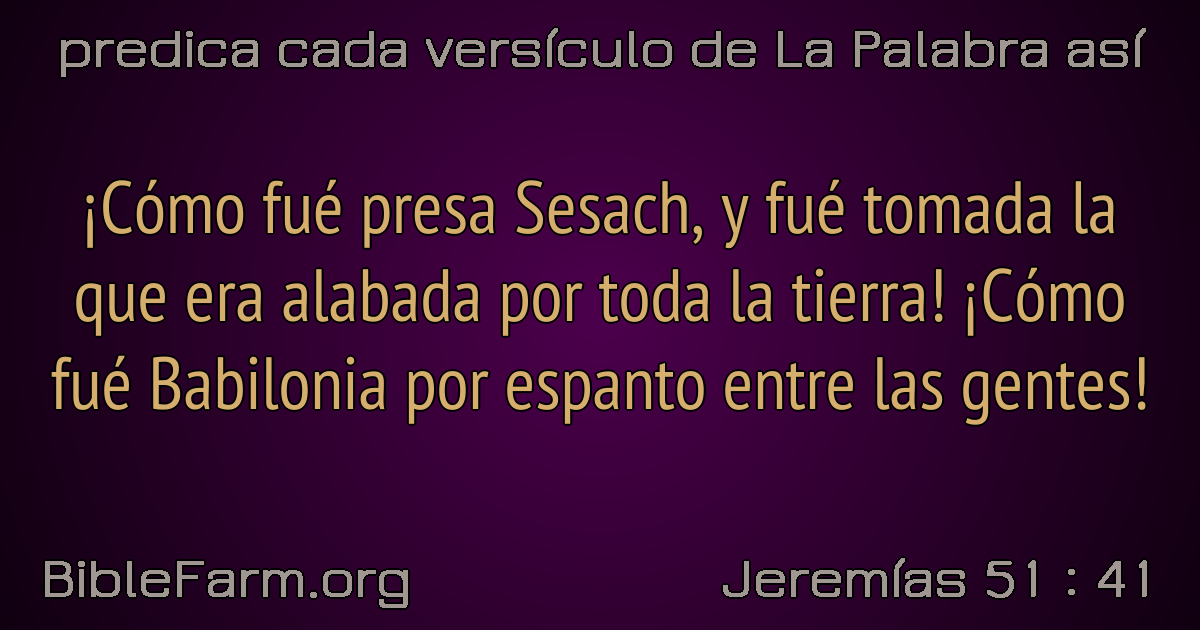 predica cada versículo de La Palabra así
¡Cómo fué presa Sesach, y fué tomada la
que era alabada por toda la tierra! ¡Cómo
fué Babilonia por espanto entre las gentes!
BibleFarm.org
Jeremías 51 : 41